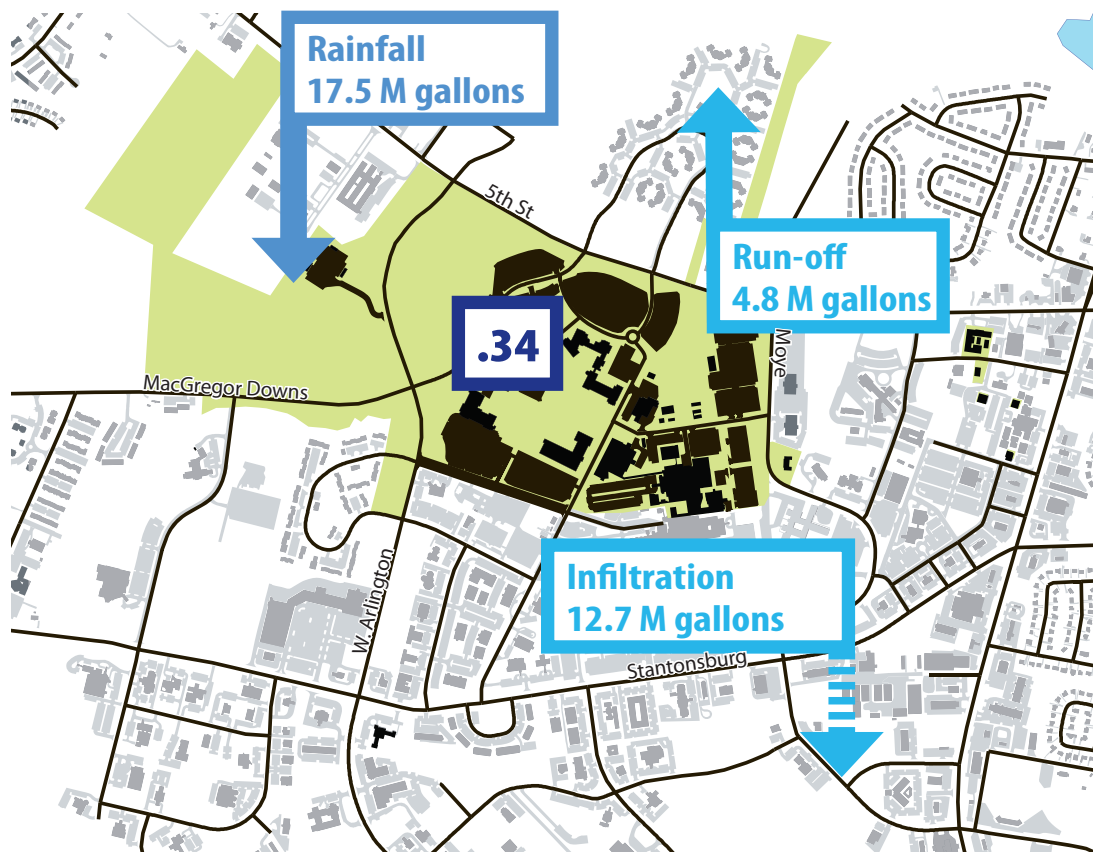 Rainfall
17.5 M gallons
5th St
Run-off
4.8 M gallons
.34
Moye
MacGregor Downs
Infiltration
12.7 M gallons
W. Arlington
Stantonsburg